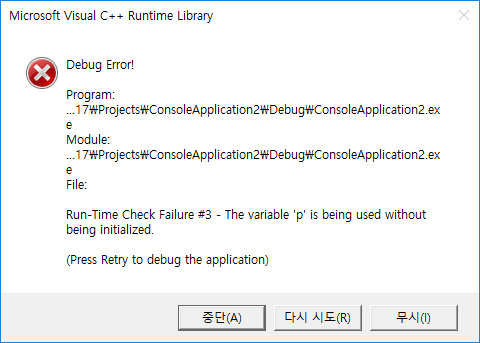 Microsoft Visual C++ Runtime Library
Debug Error!
Program:
...17₩Projects₩ConsoleApplication2₩Debug₩ConsoleApplication2.ex
e
Module:
...17₩Projects₩ConsoleApplication2₩Debug₩ConsoleApplication2.ex
e
File:
Run-Time Check Failure #3 - The variable 'p' is being used without
being initialized.
(Press Retry to debug the application)
중단(A) 다시 시도(R) 무시(I)